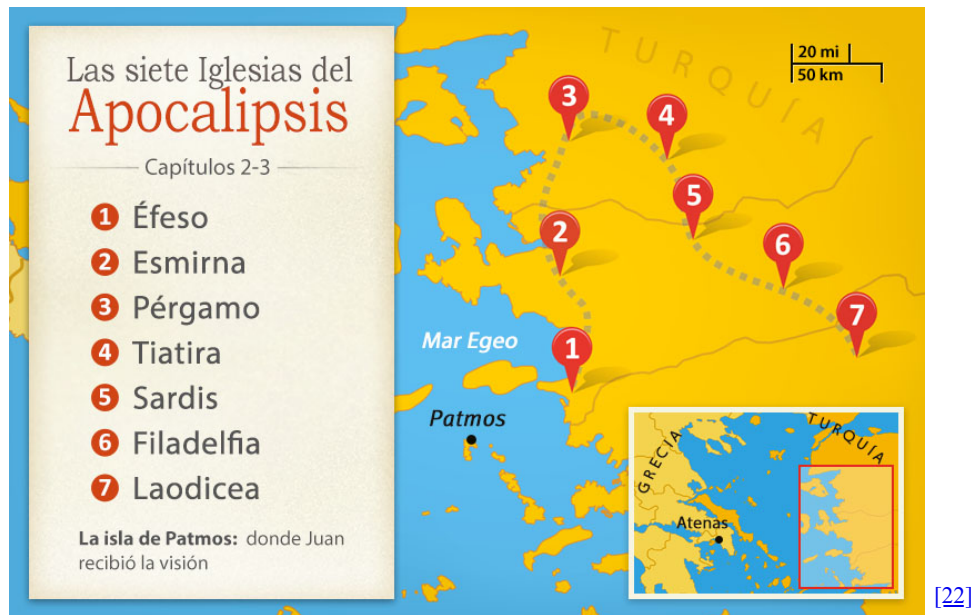 Las siete Iglesias del
Apocalipsis
Capítulos 2-3
1 Éfeso
2 Esmirna
3 Pérgamo
4 Tiatira
5 Sardis
6 Filadelfia
7 Laodicea
La isla de Patmos: donde Juan
recibió la visión
TURQUÍA
20 mi
50 km
3
4
5
2
6
7
1
Mar Egeo
Patmos
GRECIA
TURQUÍA
Atenas
[22]